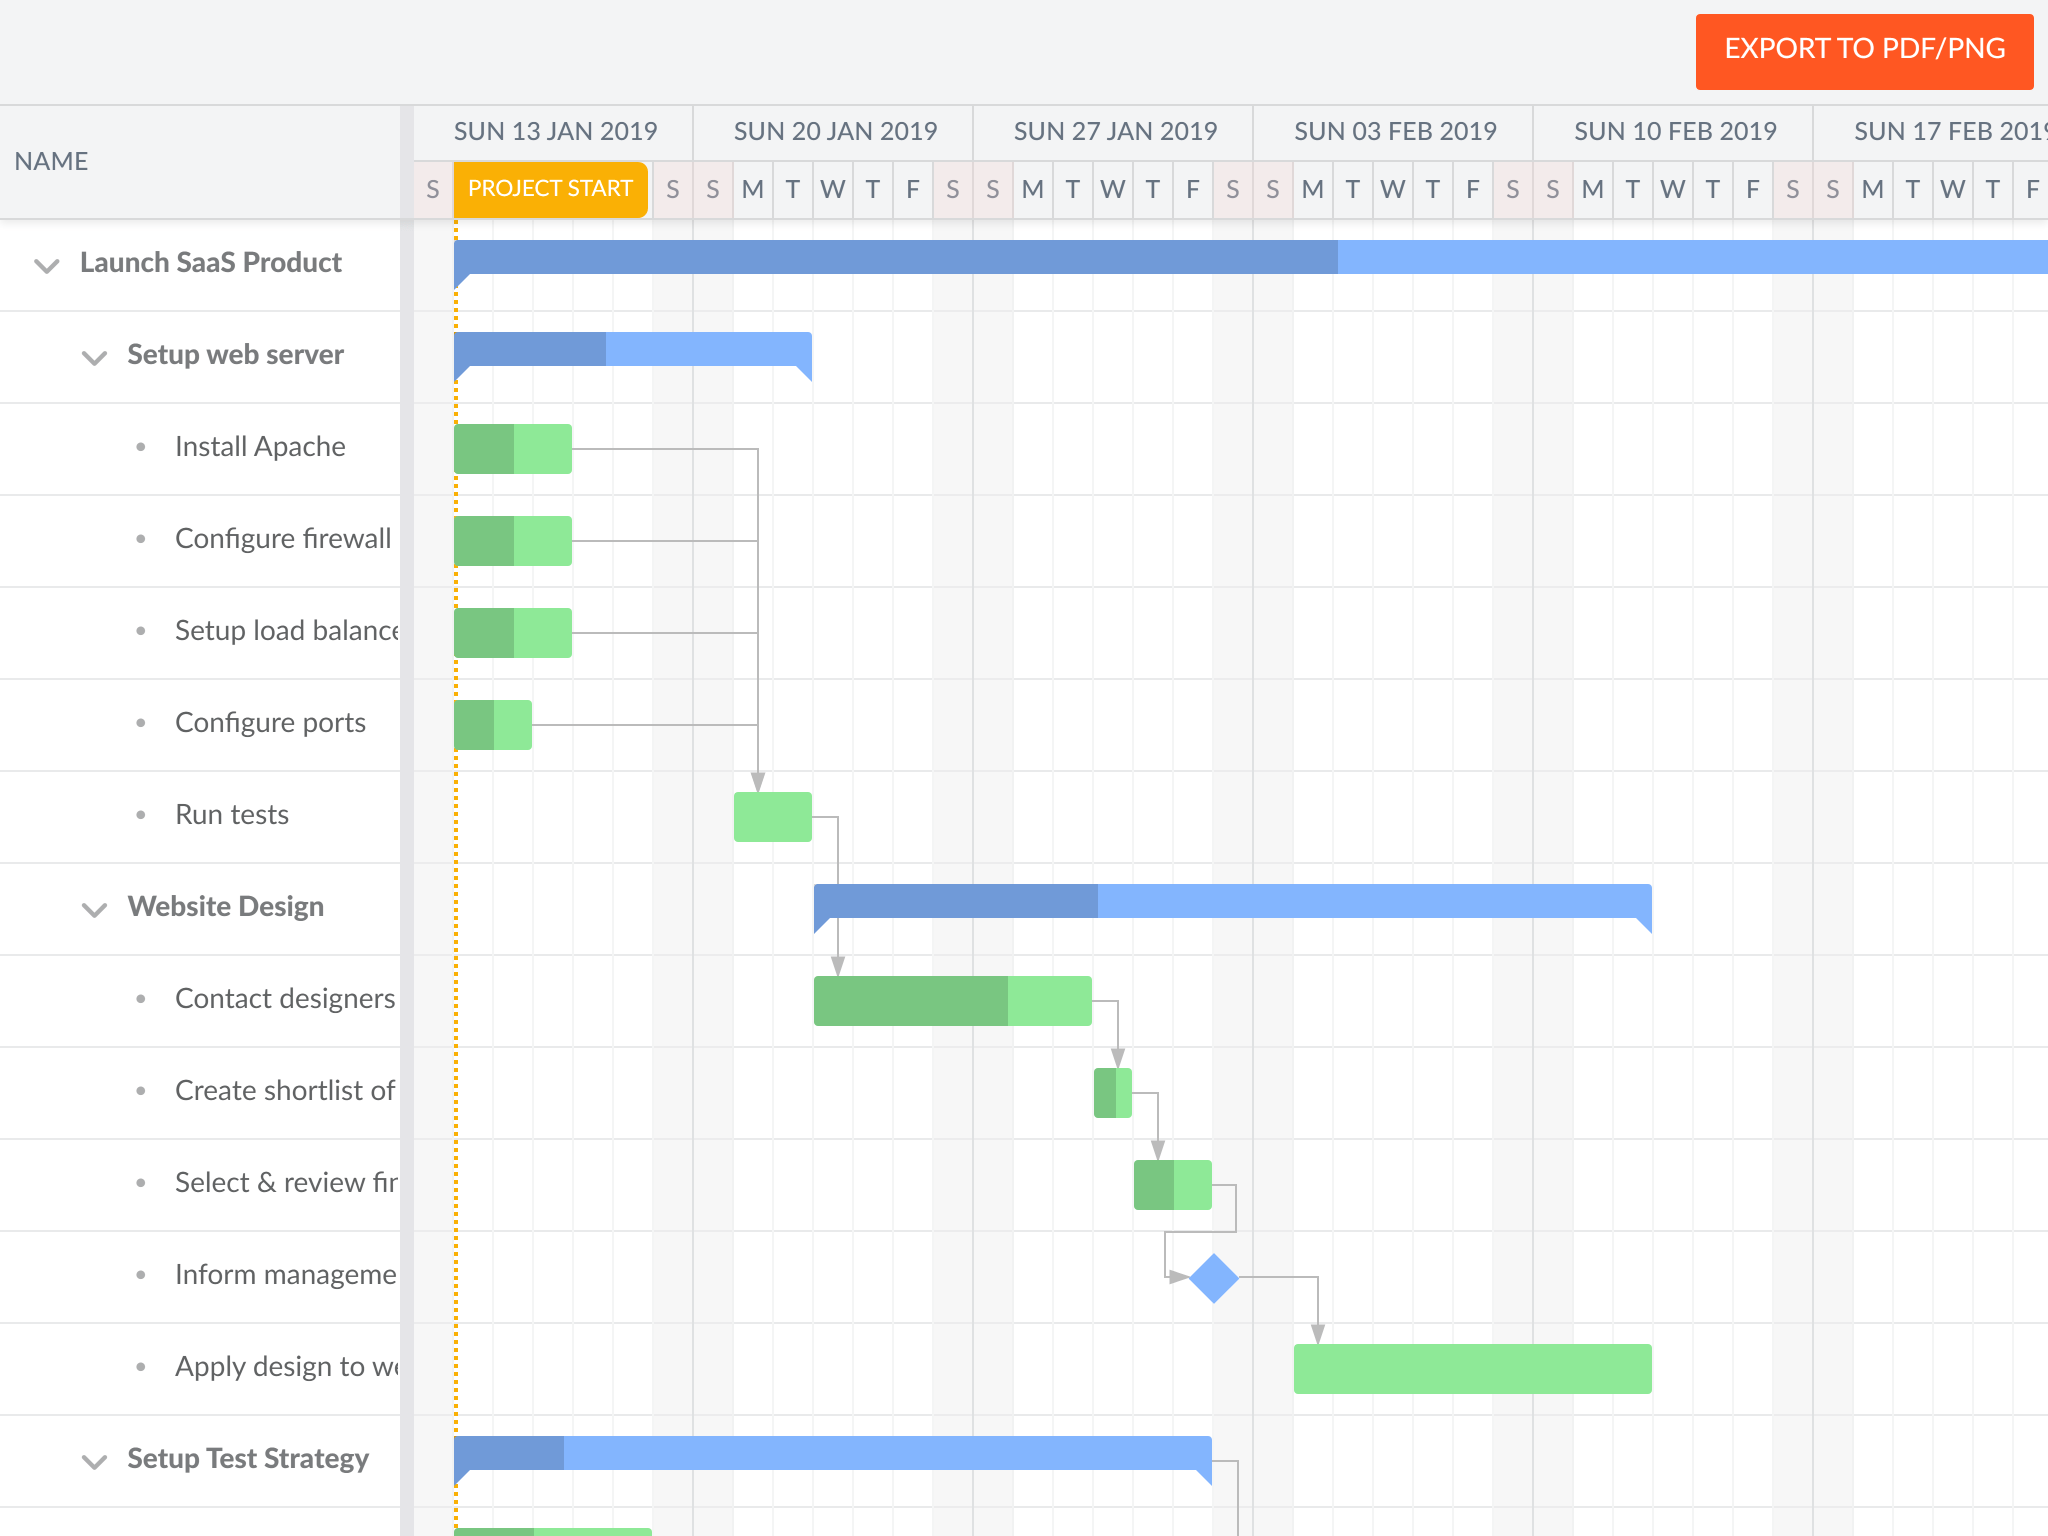 EXPORT TO PDF/PNG
NAME
SUN 13 JAN 2019 SUN 20 JAN 2019 SUN 27 JAN 2019 SUN 03 FEB 2019 SUN 10 FEB 2019 SUN 17 FEB 2019
S PROJECT START S S M T W T F S S M T W T F S S M T W T F S S M T W T F S S M T W T F
Launch SaaS Product
Setup web server
Install Apache
Configure firewall
Setup load balance
Configure ports
Run tests
Website Design
Contact designers
Create shortlist of
Select & review fin
Inform manageme
Apply design to we
Setup Test Strategy